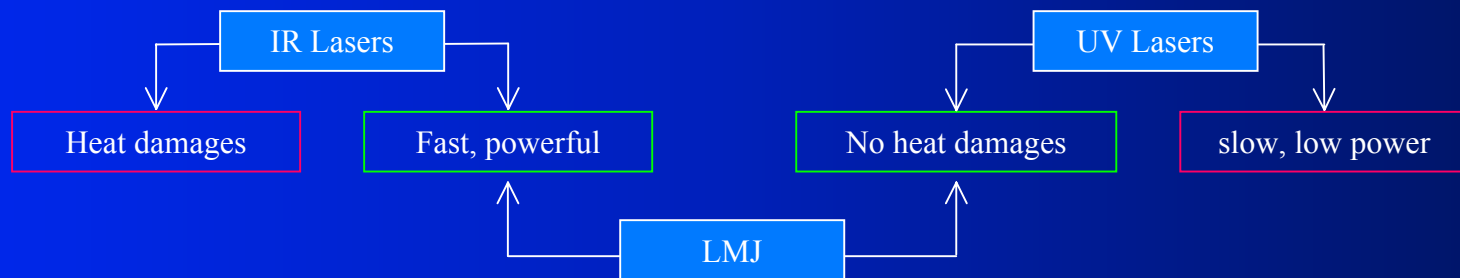 IR Lasers
UV Lasers
Heat damages
Fast, powerful
No heat damages
slow, low power
LMJ